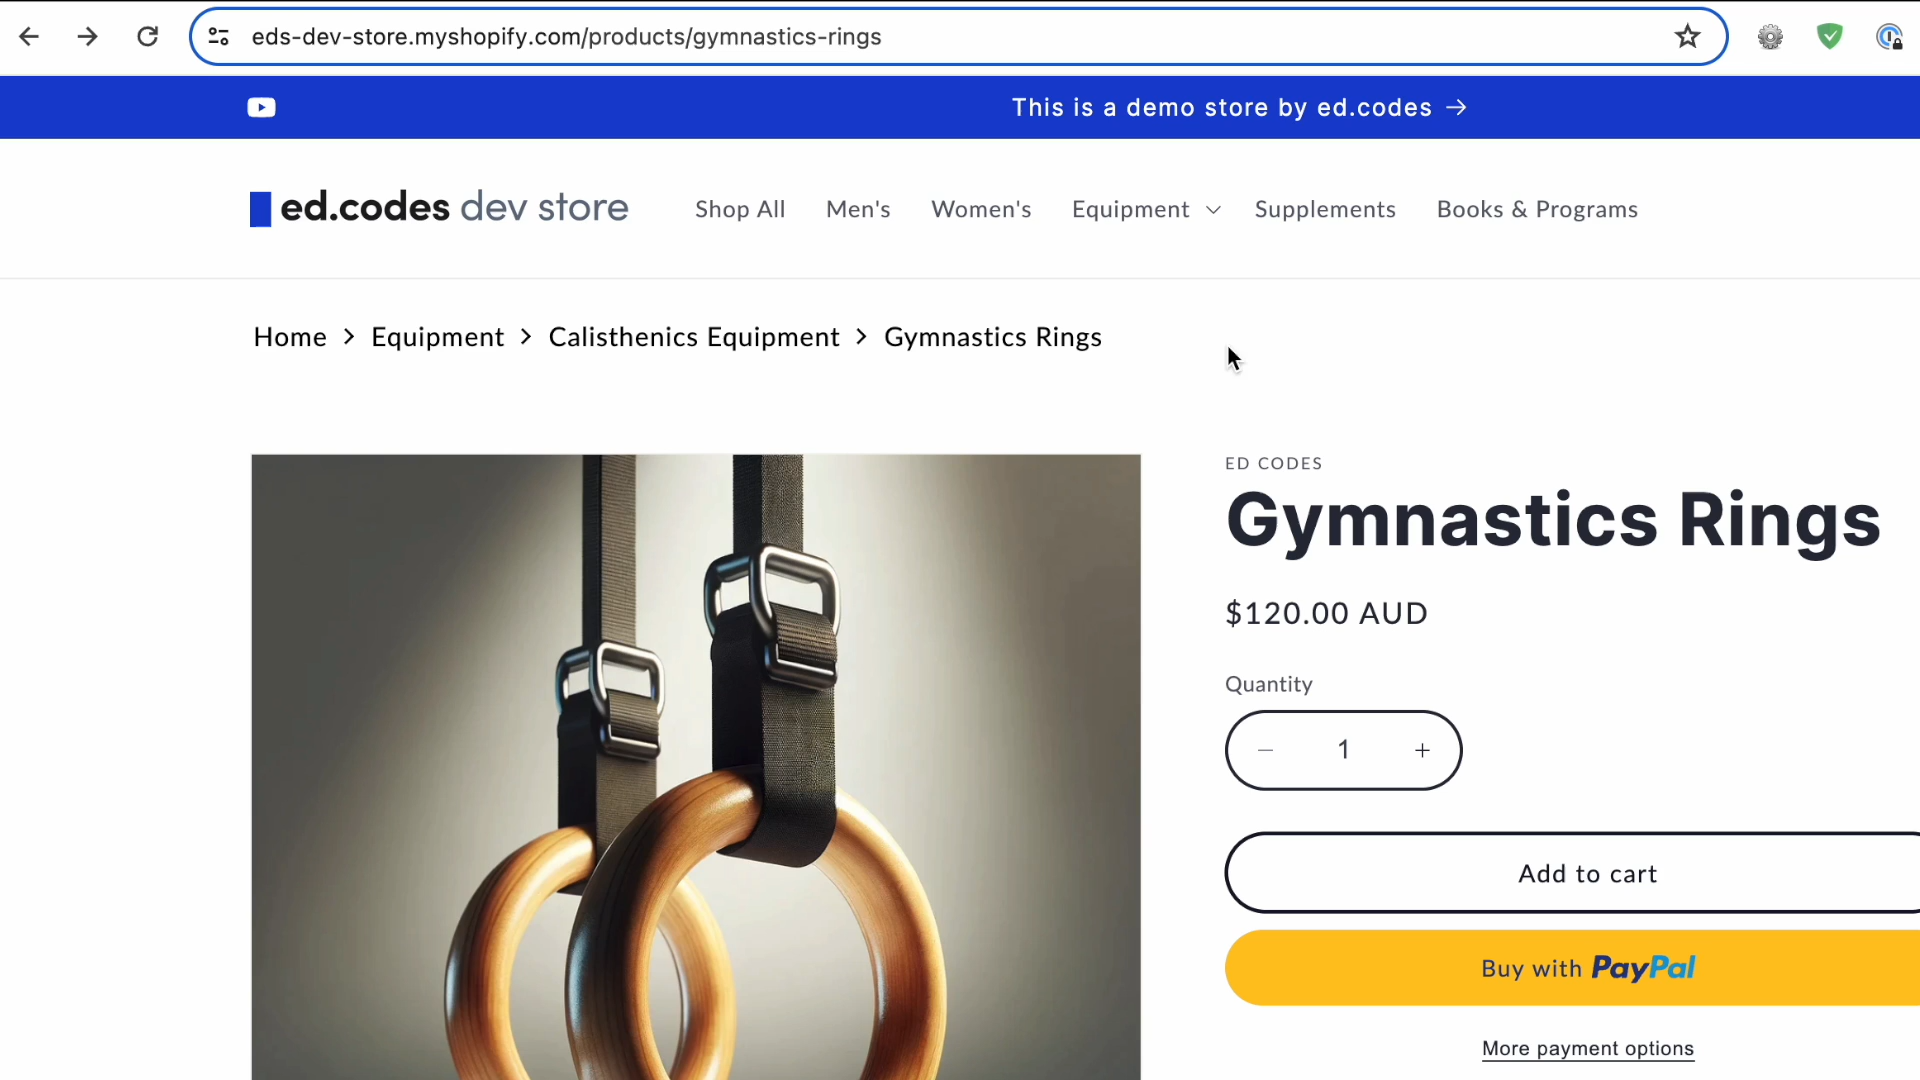 eds-dev-store.myshopify.com/products/gymnastics-rings
This is a demo store by ed.codes →
ed.codes dev store
Shop All Men's Women's Equipment Supplements Books & Programs
Home > Equipment > Calisthenics Equipment > Gymnastics Rings
ED CODES
Gymnastics Rings
$120.00 AUD
Quantity
− 1 +
Add to cart
Buy with PayPal
More payment options